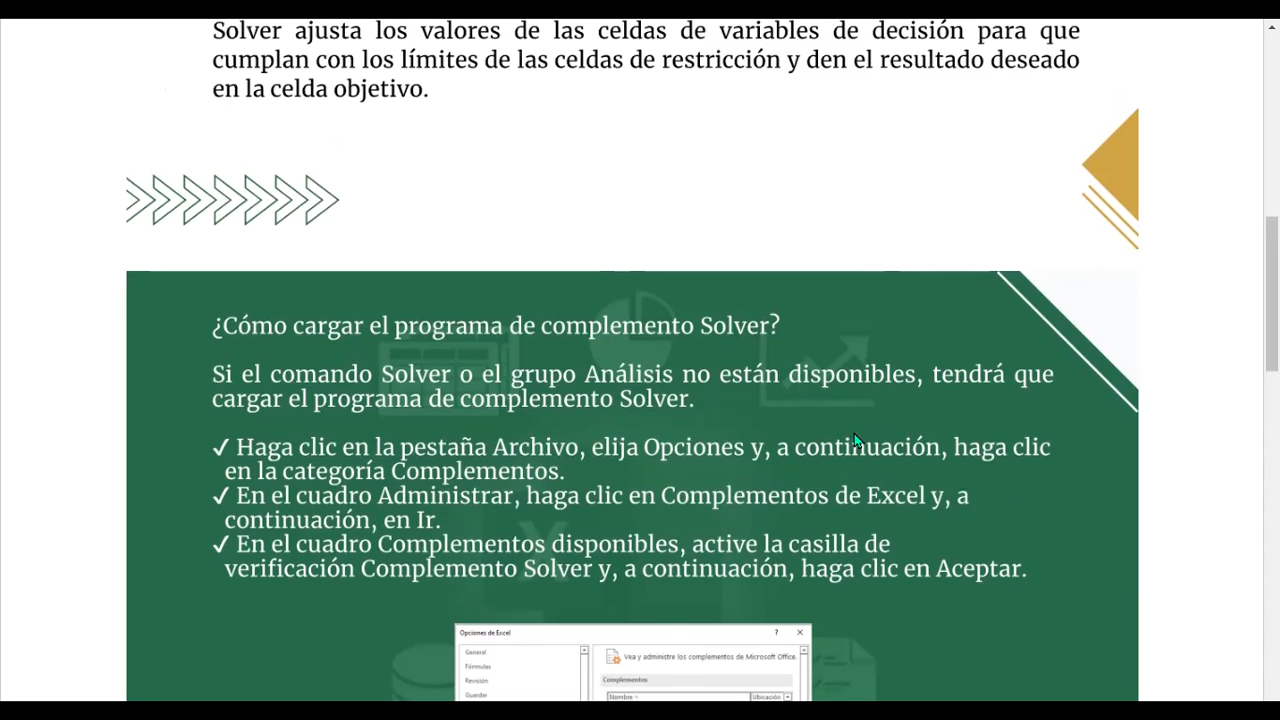 Solver ajusta los valores de las celdas de variables de decisión para que
cumplan con los límites de las celdas de restricción y den el resultado deseado
en la celda objetivo.
¿Cómo cargar el programa de complemento Solver?
Si el comando Solver o el grupo Análisis no están disponibles, tendrá que
cargar el programa de complemento Solver.
✓ Haga clic en la pestaña Archivo, elija Opciones y, a continuación, haga clic
en la categoría Complementos.
✓ En el cuadro Administrar, haga clic en Complementos de Excel y, a
continuación, en Ir.
✓ En el cuadro Complementos disponibles, active la casilla de
verificación Complemento Solver y, a continuación, haga clic en Aceptar.
Opciones de Excel ? ×
General
Fórmulas
Revisión
Guardar
Vea y administre los complementos de Microsoft Office.
Complementos
Nombre Ubicación